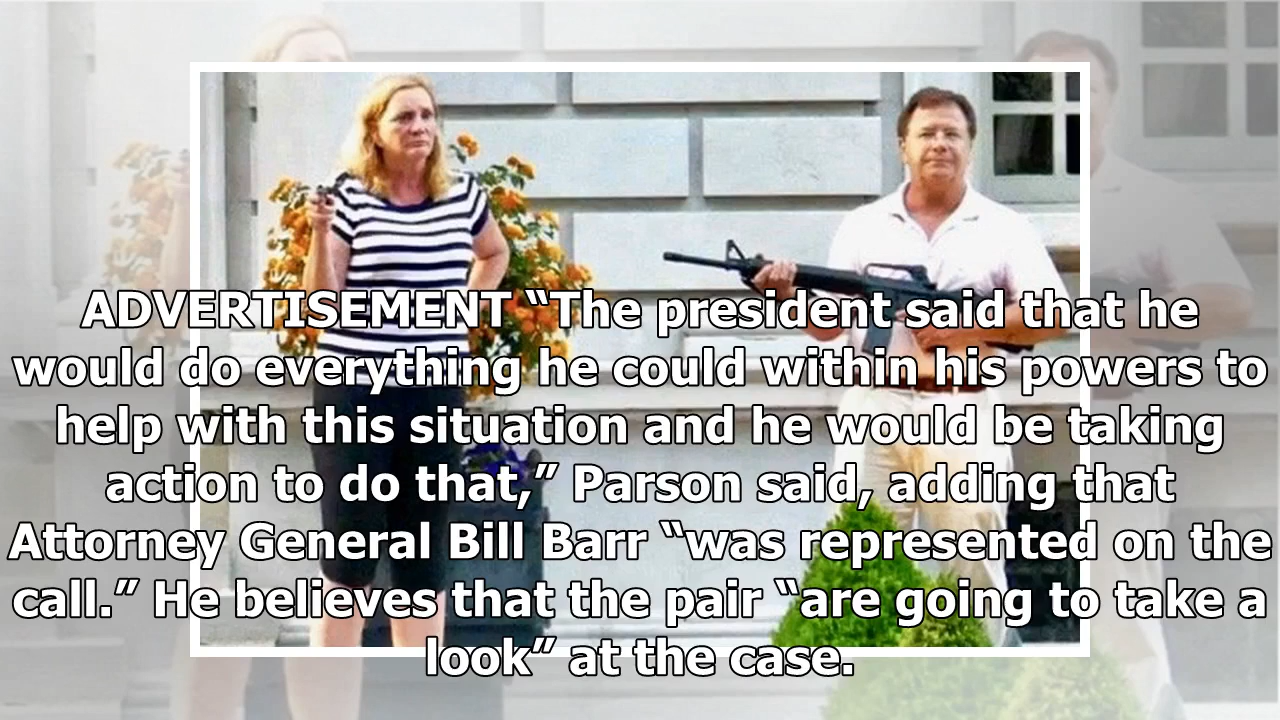 ADVERTISEMENT “The president said that he
would do everything he could within his powers to
help with this situation and he would be taking
action to do that,” Parson said, adding that
Attorney General Bill Barr “was represented on the
call.” He believes that the pair “are going to take a
look” at the case.